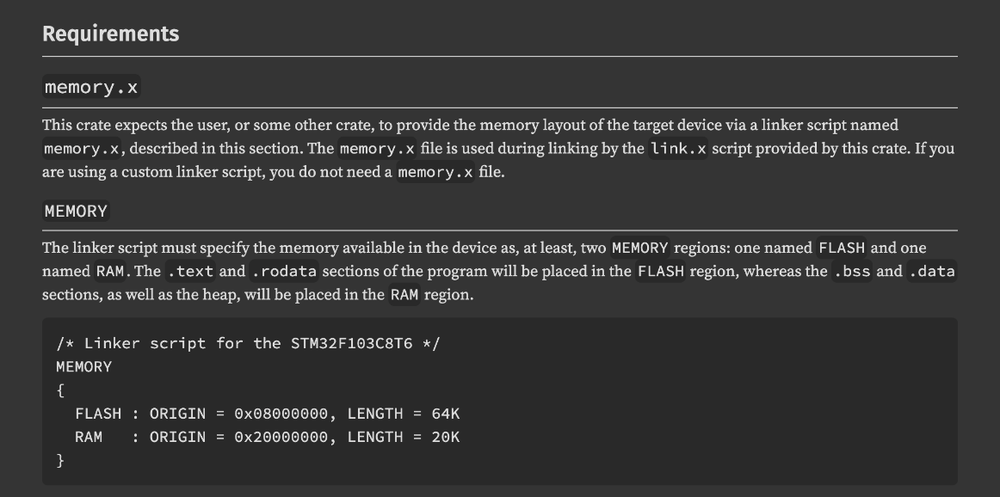 Requirements
memory.x
This crate expects the user, or some other crate, to provide the memory layout of the target device via a linker script named
memory.x, described in this section. The memory.x file is used during linking by the link.x script provided by this crate. If you
are using a custom linker script, you do not need a memory.x file.
MEMORY
The linker script must specify the memory available in the device as, at least, two MEMORY regions: one named FLASH and one
named RAM. The .text and .rodata sections of the program will be placed in the FLASH region, whereas the .bss and .data
sections, as well as the heap, will be placed in the RAM region.
/* Linker script for the STM32F103C8T6 */
MEMORY
{
  FLASH : ORIGIN = 0x08000000, LENGTH = 64K
  RAM   : ORIGIN = 0x20000000, LENGTH = 20K
}